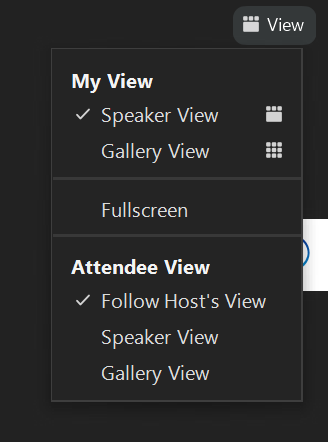 View
My View
Speaker View
Gallery View
Fullscreen
Attendee View
Follow Host's View
Speaker View
Gallery View